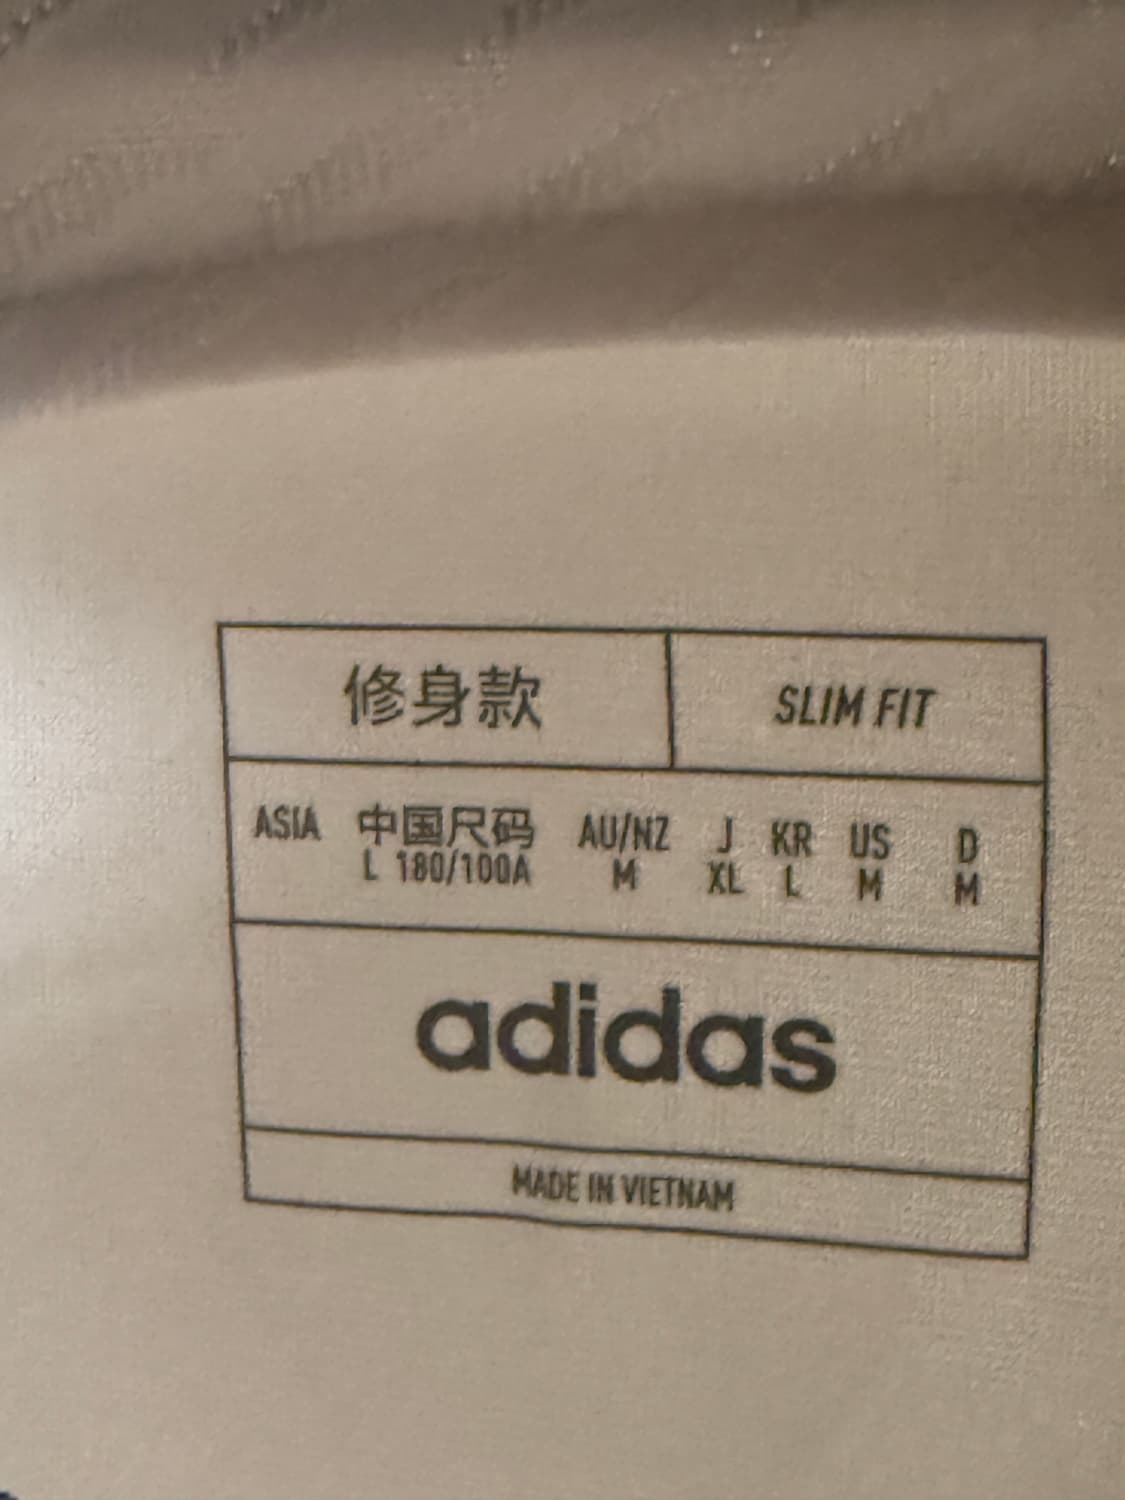 修身款 SLIM FIT
ASIA 中国尺码 AU/NZ J KR US D
L 180/100A M XL L M M
adidas
MADE IN VIETNAM